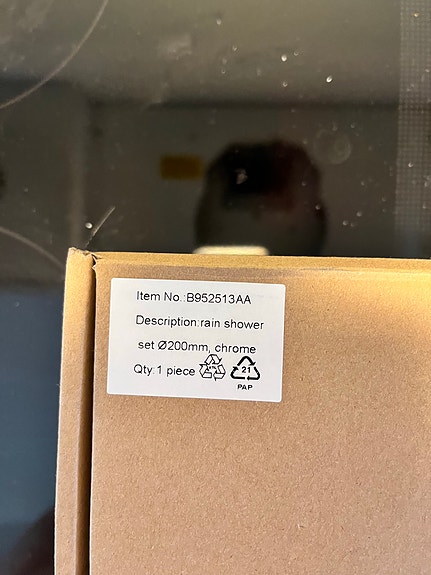 Item No.:B952513AA
Description:rain shower
set Ø200mm, chrome
Qty:1 piece
21
PAP